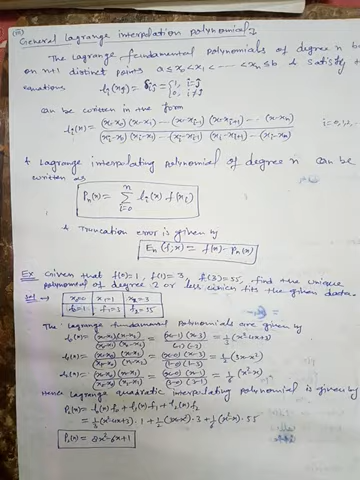 General Lagrange interpolation polynomial:-
The Lagrange fundamental polynomials of degree n
on n+1 distinct points a ≤ x₀ < x₁ < --- < xₙ ≤ b & satisfy
equations lᵢ(xⱼ) = δᵢⱼ = {1, i=j
0, i≠j
can be written in the form
lᵢ(x) = (x-x₀)(x-x₁) --- (x-xᵢ₋₁)(x-xᵢ₊₁) --- (x-xₙ) / (xᵢ-x₀)(xᵢ-x₁) --- (xᵢ-xᵢ₋₁)(xᵢ-xᵢ₊₁) --- (xᵢ-xₙ) i=0,1,2,
& Lagrange interpolating polynomial of degree n can be
written as
Pₙ(x) = Σⁿᵢ₌₀ lᵢ(x) f(xᵢ)
& Truncation error is given by
Eₙ(f;x) = f(x) - Pₙ(x)
Ex Given that f(0)=1, f(1)=3, f(3)=55, find the unique
polynomial of degree 2 or less which fits the given data.
Sol → x₀=0 x₁=1 x₂=3
f₀=1 f₁=3 f₂=55
The Lagrange fundamental polynomials are given by
l₀(x) = (x-x₁)(x-x₂) / (x₀-x₁)(x₀-x₂) = (x-1)(x-3) / (-1)(-3) = 1/3 (x²-4x+3)
l₁(x) = (x-x₀)(x-x₂) / (x₁-x₀)(x₁-x₂) = (x-0)(x-3) / (1-0)(1-3) = 1/2 (3x-x²)
l₂(x) = (x-x₀)(x-x₁) / (x₂-x₀)(x₂-x₁) = (x-0)(x-1) / (3-0)(3-1) = 1/6 (x²-x)
Hence Lagrange quadratic interpolating polynomial is given by
P₂(x) = l₀(x) f₀ + l₁(x) f₁ + l₂(x) f₂
= 1/3 (x²-4x+3) · 1 + 1/2 (3x-x²) · 3 + 1/6 (x²-x) · 55
P₂(x) = 8x²-6x+1